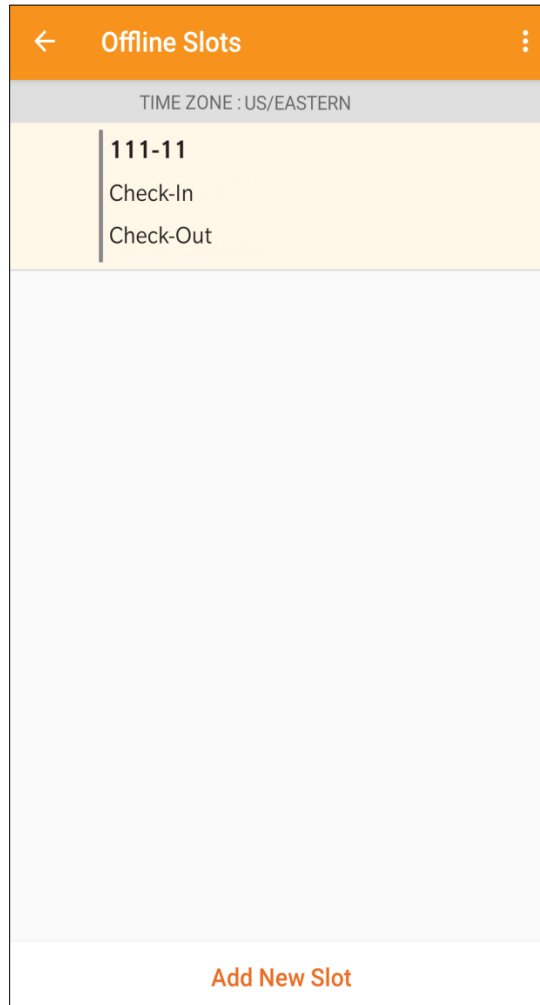 Offline Slots
TIME ZONE : US/EASTERN
111-11
Check-In
Check-Out
Add New Slot